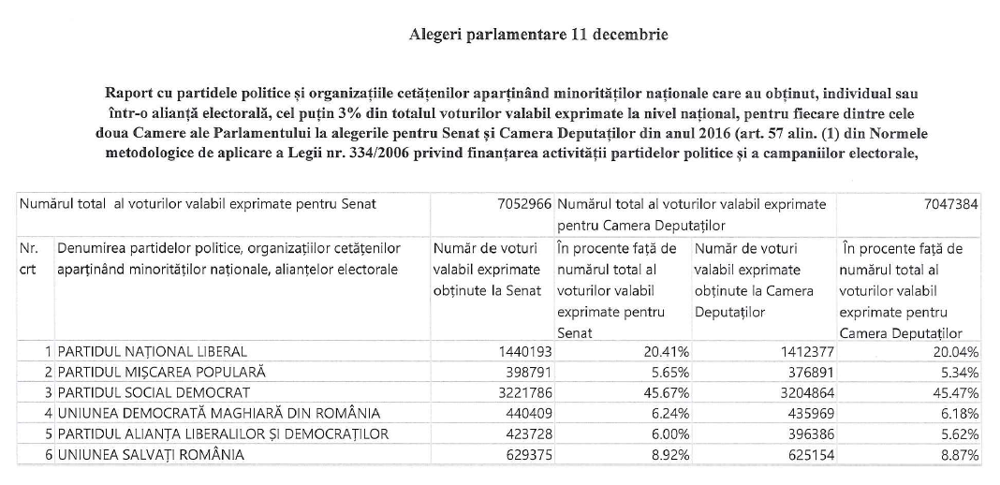 Alegeri parlamentare 11 decembrie
Raport cu partidele politice și organizațiile cetățenilor aparținând minorităților naționale care au obținut, individual sau
într-o alianță electorală, cel puțin 3% din totalul voturilor valabil exprimate la nivel național, pentru fiecare dintre cele
doua Camere ale Parlamentului la alegerile pentru Senat și Camera Deputaților din anul 2016 (art. 57 alin. (1) din Normele
metodologice de aplicare a Legii nr. 334/2006 privind finanțarea activității partidelor politice și a campaniilor electorale,
Numărul total al voturilor valabil exprimate pentru Senat 7052966 Numărul total al voturilor valabil exprimate 7047384
pentru Camera Deputaților
Nr. Denumirea partidelor politice, organizațiilor cetățenilor Număr de voturi În procente față de Număr de voturi În procente față de
crt aparținând minorităților naționale, alianțelor electorale valabil exprimate numărul total al valabil exprimate numărul total al
obținute la Senat voturilor valabil obținute la Camera voturilor valabil
exprimate pentru Deputaților exprimate pentru
Senat Camera Deputaților
1 PARTIDUL NAȚIONAL LIBERAL 1440193 20.41% 1412377 20.04%
2 PARTIDUL MIȘCAREA POPULARĂ 398791 5.65% 376891 5.34%
3 PARTIDUL SOCIAL DEMOCRAT 3221786 45.67% 3204864 45.47%
4 UNIUNEA DEMOCRATĂ MAGHIARĂ DIN ROMÂNIA 440409 6.24% 435969 6.18%
5 PARTIDUL ALIANȚA LIBERALILOR ȘI DEMOCRAȚILOR 423728 6.00% 396386 5.62%
6 UNIUNEA SALVAȚI ROMÂNIA 629375 8.92% 625154 8.87%